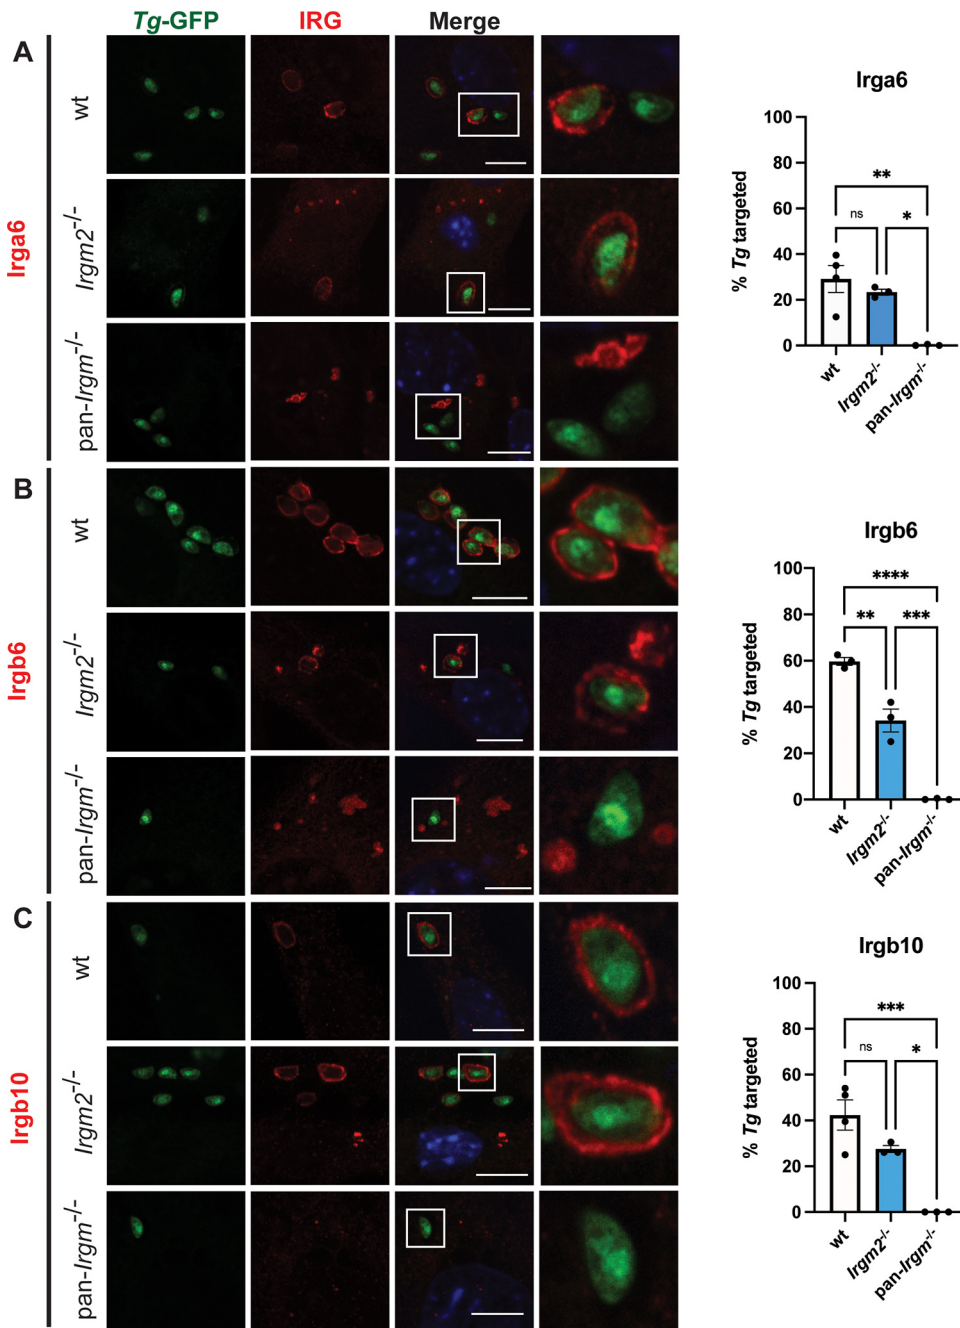 Tg-GFP IRG Merge
A
Irga6
wt
Irgm2-/-
pan-Irgm-/-
Irga6
% Tg targeted
100
80
60
40
20
0
**
ns
*
wt
Irgm2-/-
pan-Irgm-/-
B
Irgb6
wt
Irgm2-/-
pan-Irgm-/-
Irgb6
% Tg targeted
100
80
60
40
20
0
****
**
***
wt
Irgm2-/-
pan-Irgm-/-
C
Irgb10
wt
Irgm2-/-
pan-Irgm-/-
Irgb10
% Tg targeted
100
80
60
40
20
0
***
ns
*
wt
Irgm2-/-
pan-Irgm-/-